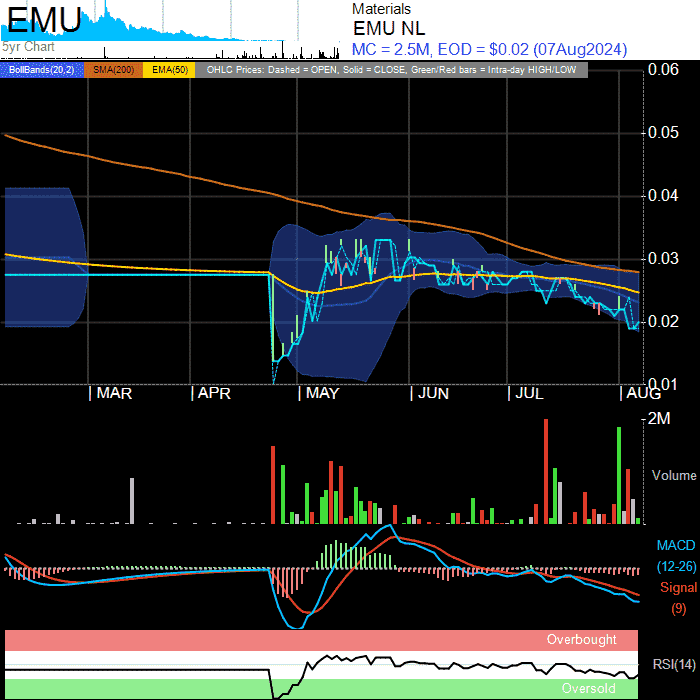 EMU
5yr Chart
Materials
EMU NL
MC = 2.5M, EOD = $0.02 (07Aug2024)
BollBands(20,2) SMA(200) EMA(50) OHLC Prices: Dashed = OPEN, Solid = CLOSE, Green/Red bars = Intra-day HIGH/LOW
0.06
0.05
0.04
0.03
0.02
0.01
| MAR | APR | MAY | JUN | JUL | AUG
2M
Volume
MACD
(12-26)
Signal
(9)
Overbought
RSI(14)
Oversold